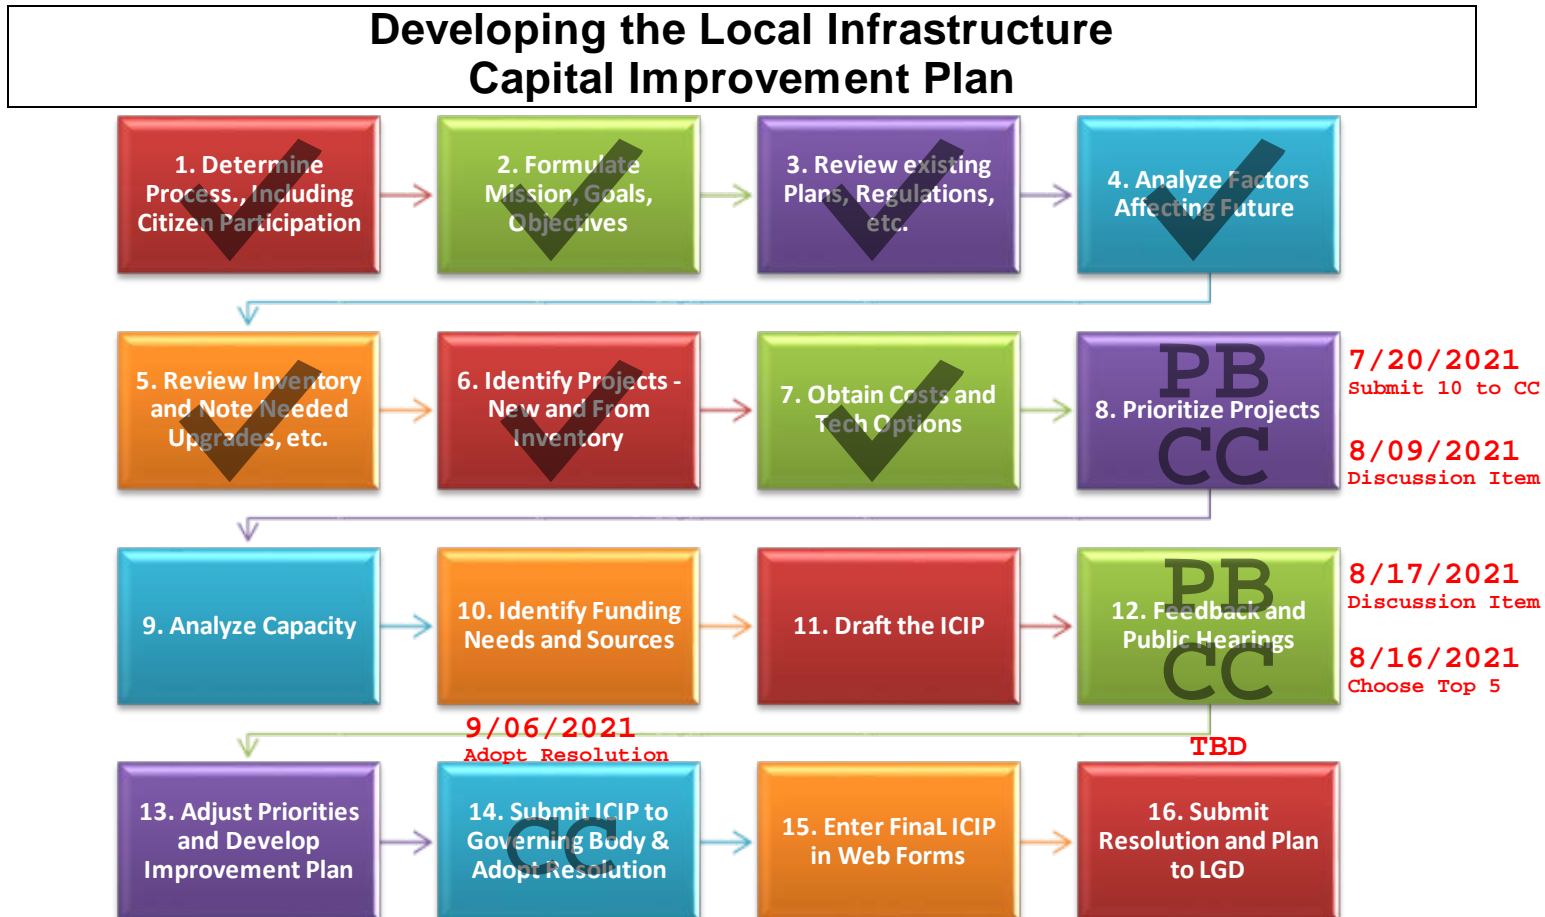 Developing the Local Infrastructure
Capital Improvement Plan
1. Determine
Process., Including
Citizen Participation
2. Formulate
Mission, Goals,
Objectives
3. Review existing
Plans, Regulations,
etc.
4. Analyze Factors
Affecting Future
5. Review Inventory
and Note Needed
Upgrades, etc.
6. Identify Projects -
New and From
Inventory
7. Obtain Costs and
Tech Options
PB
8. Prioritize Projects
CC
7/20/2021
Submit 10 to CC
8/09/2021
Discussion Item
9. Analyze Capacity
10. Identify Funding
Needs and Sources
11. Draft the ICIP
PB
12. Feedback and
Public Hearings
CC
8/17/2021
Discussion Item
8/16/2021
Choose Top 5
13. Adjust Priorities
and Develop
Improvement Plan
9/06/2021
Adopt Resolution
14. Submit ICIP to
Governing Body &
Adopt Resolution
CC
15. Enter FinaL ICIP
in Web Forms
TBD
16. Submit
Resolution and Plan
to LGD